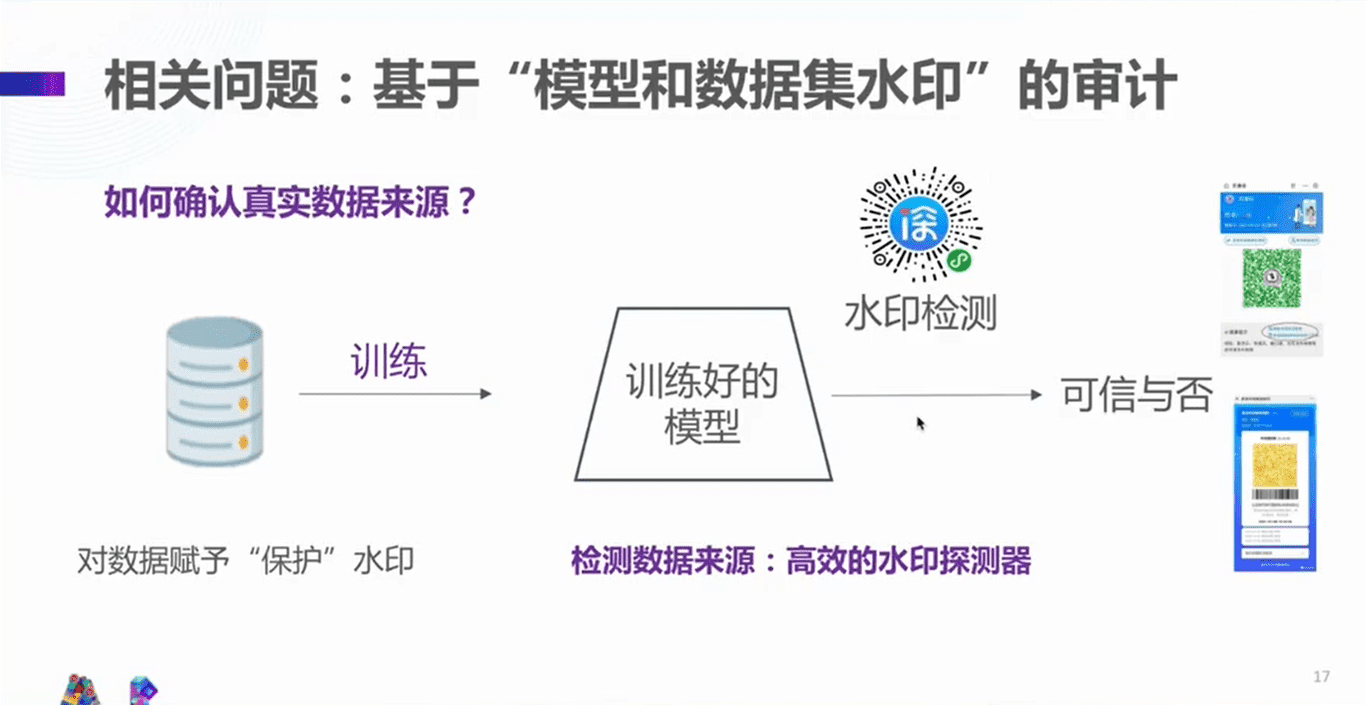 相关问题：基于“模型和数据集水印”的审计
如何确认真实数据来源？
深
水印检测
训练
训练好的
模型
可信与否
对数据赋予“保护”水印
检测数据来源：高效的水印探测器
17